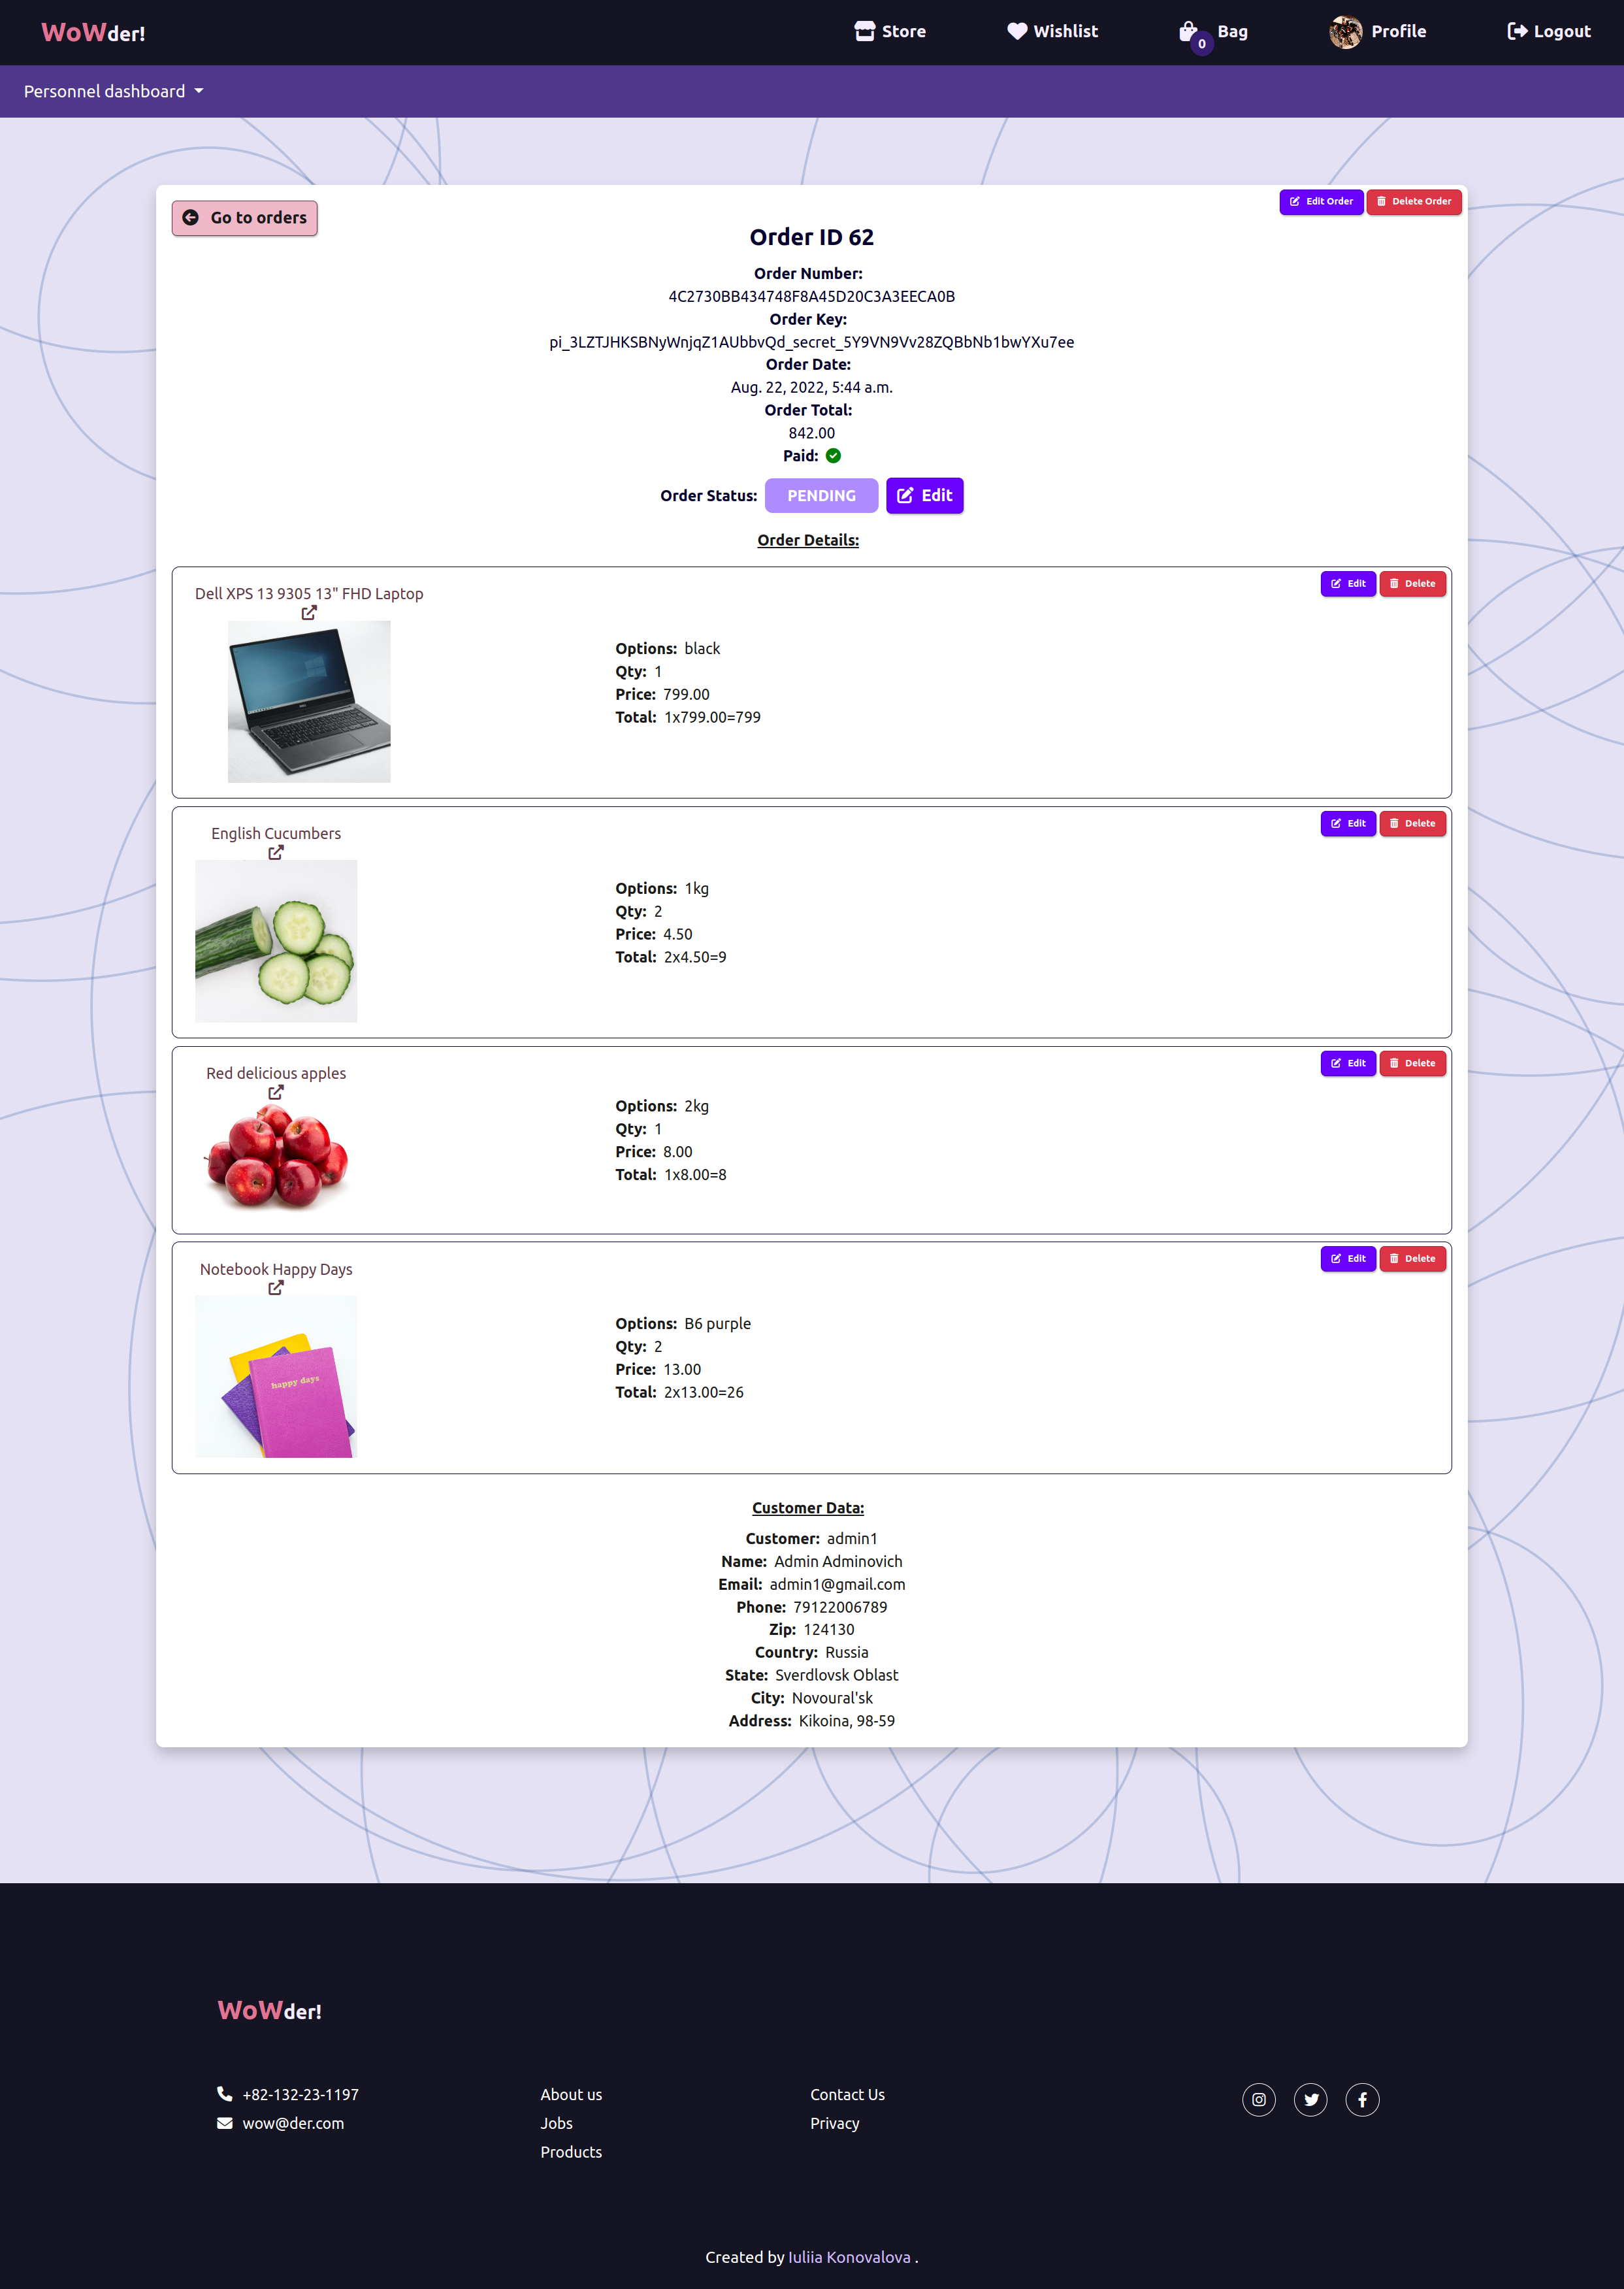 WoWder!
Store
Wishlist
0
Bag
Profile
Logout
Personnel dashboard
Go to orders
Edit Order
Delete Order
Order ID 62
Order Number:
4C2730BB434748F8A45D20C3A3EECA0B
Order Key:
pi_3LZTJHKSBNyWnjqZ1AUbbvQd_secret_5Y9VN9Vv28ZQBbNb1bwYXu7ee
Order Date:
Aug. 22, 2022, 5:44 a.m.
Order Total:
842.00
Paid:
Order Status: PENDING Edit
Order Details:
Edit Delete
Dell XPS 13 9305 13" FHD Laptop
Options: black
Qty: 1
Price: 799.00
Total: 1x799.00=799
Edit Delete
English Cucumbers
Options: 1kg
Qty: 2
Price: 4.50
Total: 2x4.50=9
Edit Delete
Red delicious apples
Options: 2kg
Qty: 1
Price: 8.00
Total: 1x8.00=8
Edit Delete
Notebook Happy Days
happy days
Options: B6 purple
Qty: 2
Price: 13.00
Total: 2x13.00=26
Customer Data:
Customer: admin1
Name: Admin Adminovich
Email: admin1@gmail.com
Phone: 79122006789
Zip: 124130
Country: Russia
State: Sverdlovsk Oblast
City: Novoural'sk
Address: Kikoina, 98-59
WoWder!
+82-132-23-1197
wow@der.com
About us
Jobs
Products
Contact Us
Privacy
Created by Iuliia Konovalova .